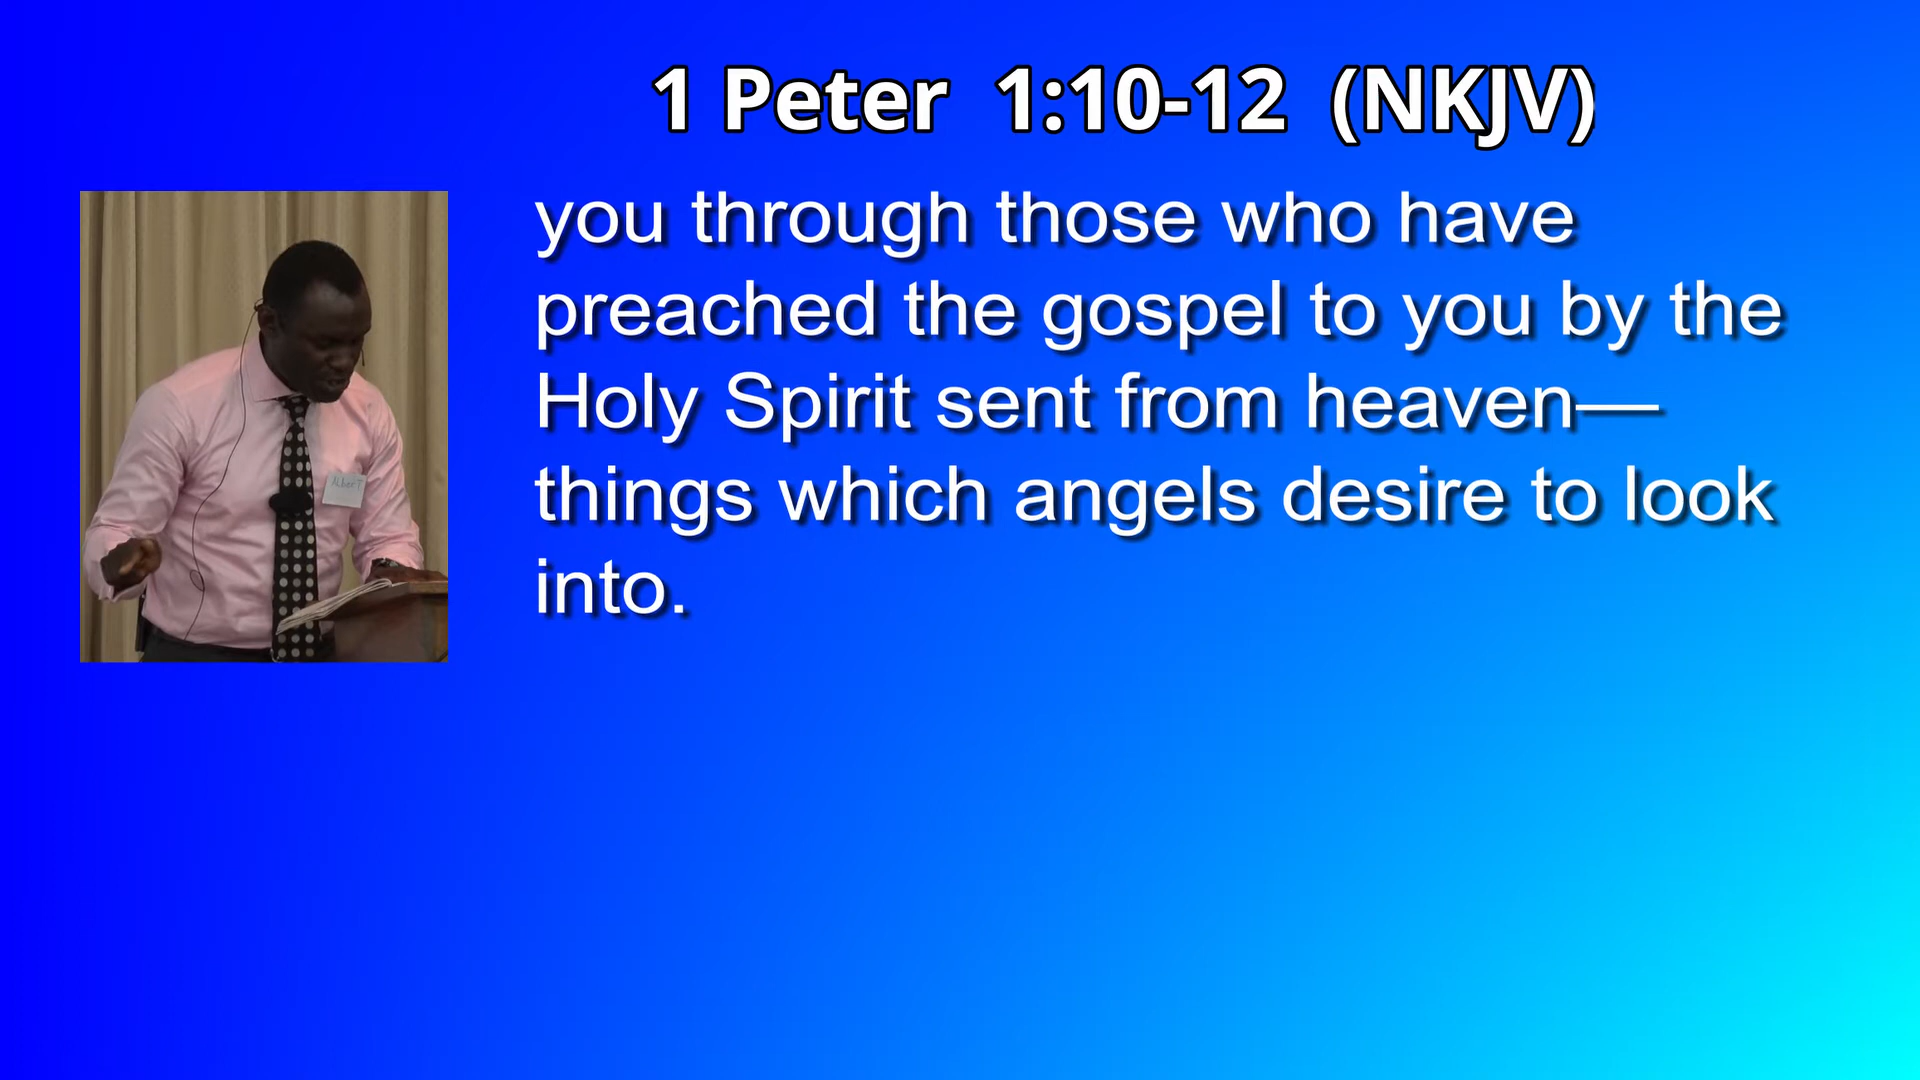 1 Peter 1:10-12 (NKJV)
you through those who have
preached the gospel to you by the
Holy Spirit sent from heaven—
things which angels desire to look
into.
AlberT